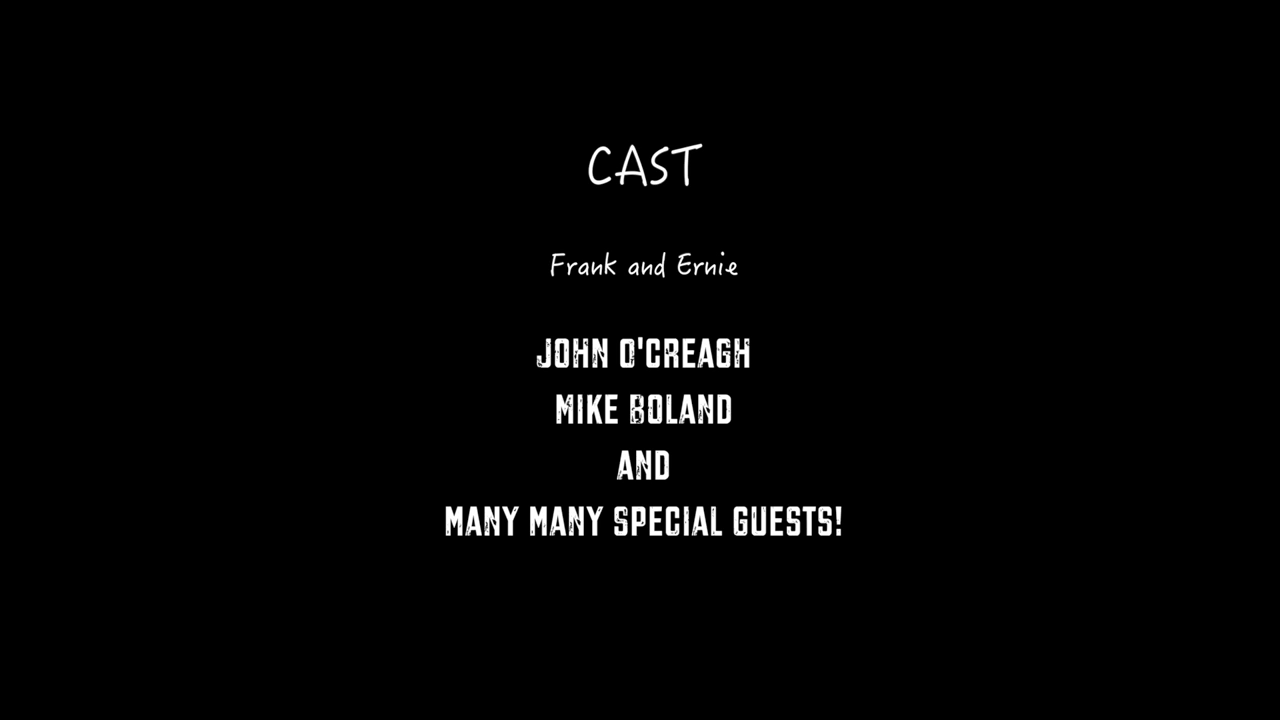 CAST
Frank and Ernie
JOHN O'CREAGH
MIKE BOLAND
AND
MANY MANY SPECIAL GUESTS!